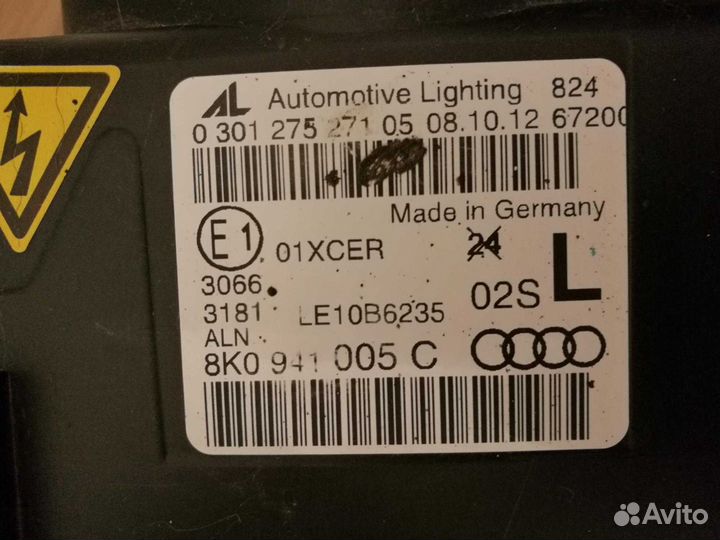 AL Automotive Lighting 824
0 301 275 271 05 08.10.12 67200
Made in Germany
E1 01XCER 24
3066
3181 LE10B6235 02S L
ALN
8K0 941 005 C
Avito